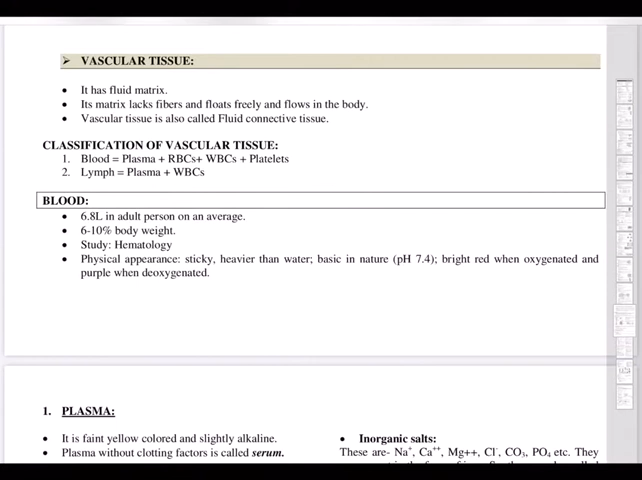 ➢ VASCULAR TISSUE:
• It has fluid matrix.
• Its matrix lacks fibers and floats freely and flows in the body.
• Vascular tissue is also called Fluid connective tissue.
CLASSIFICATION OF VASCULAR TISSUE:
1. Blood = Plasma + RBCs+ WBCs + Platelets
2. Lymph = Plasma + WBCs
BLOOD:
• 6.8L in adult person on an average.
• 6-10% body weight.
• Study: Hematology
• Physical appearance: sticky, heavier than water; basic in nature (pH 7.4); bright red when oxygenated and
purple when deoxygenated.
1. PLASMA:
• It is faint yellow colored and slightly alkaline.
• Plasma without clotting factors is called serum.
• Inorganic salts:
These are- Na⁺, Ca⁺⁺, Mg++, Cl⁻, CO₃, PO₄ etc. They